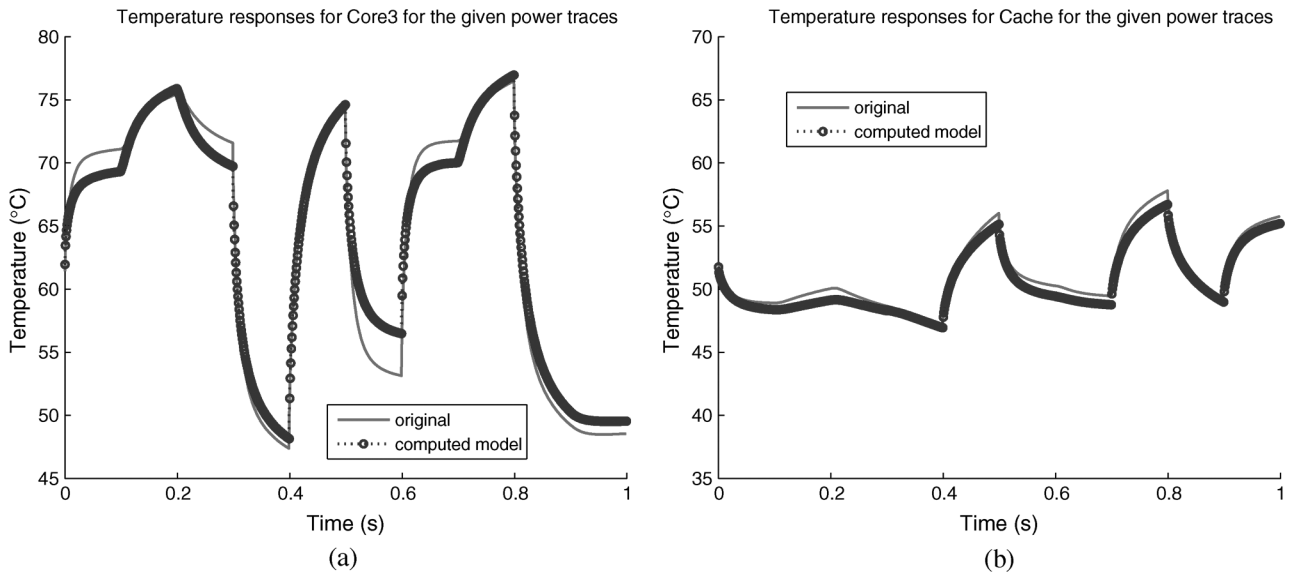 Temperature responses for Core3 for the given power traces
80
75
70
65
60
55
50
45
Temperature (°C)
original
computed model
0 0.2 0.4 0.6 0.8 1
Time (s)
(a)
Temperature responses for Cache for the given power traces
70
65
60
55
50
45
40
35
Temperature (°C)
original
computed model
0 0.2 0.4 0.6 0.8 1
Time (s)
(b)